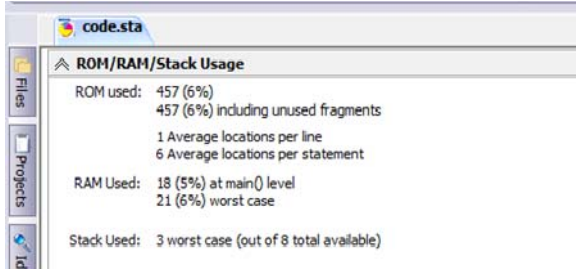 code.sta
ROM/RAM/Stack Usage
Files
ROM used: 457 (6%)
457 (6%) including unused fragments
1 Average locations per line
6 Average locations per statement
Projects
RAM Used: 18 (5%) at main() level
21 (6%) worst case
Stack Used: 3 worst case (out of 8 total available)
Id